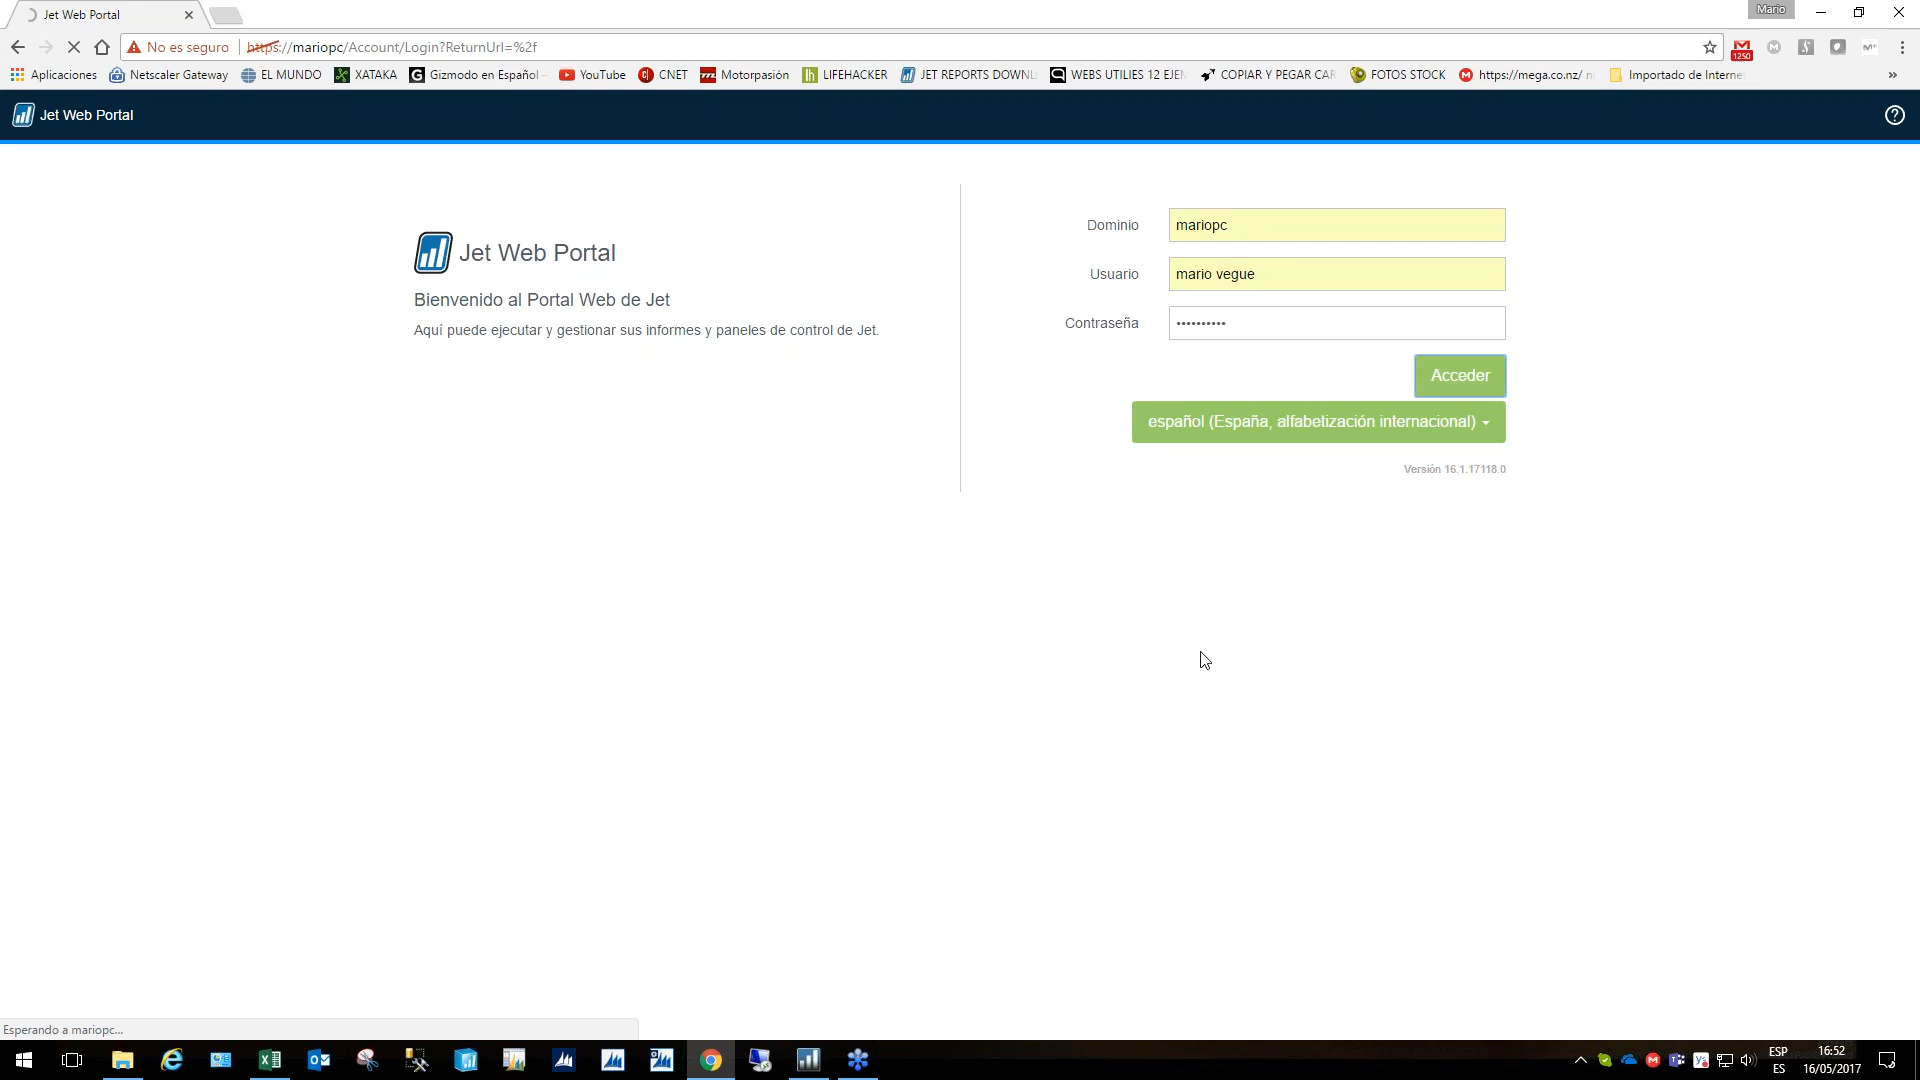 Jet Web Portal
Mario
No es seguro https://mariopc/Account/Login?ReturnUrl=%2f
1250
Aplicaciones Netscaler Gateway EL MUNDO XATAKA Gizmodo en Español - YouTube CNET Motorpasión LIFEHACKER JET REPORTS DOWNL WEBS UTILIES 12 EJEM COPIAR Y PEGAR CAR FOTOS STOCK https://mega.co.nz/ Importado de Interne »
Jet Web Portal
Jet Web Portal
Bienvenido al Portal Web de Jet
Aquí puede ejecutar y gestionar sus informes y paneles de control de Jet.
Dominio mariopc
Usuario mario vegue
Contraseña ••••••••••
Acceder
español (España, alfabetización internacional)
Versión 16.1.17118.0
Esperando a mariopc...
ESP
ES
16:52
16/05/2017